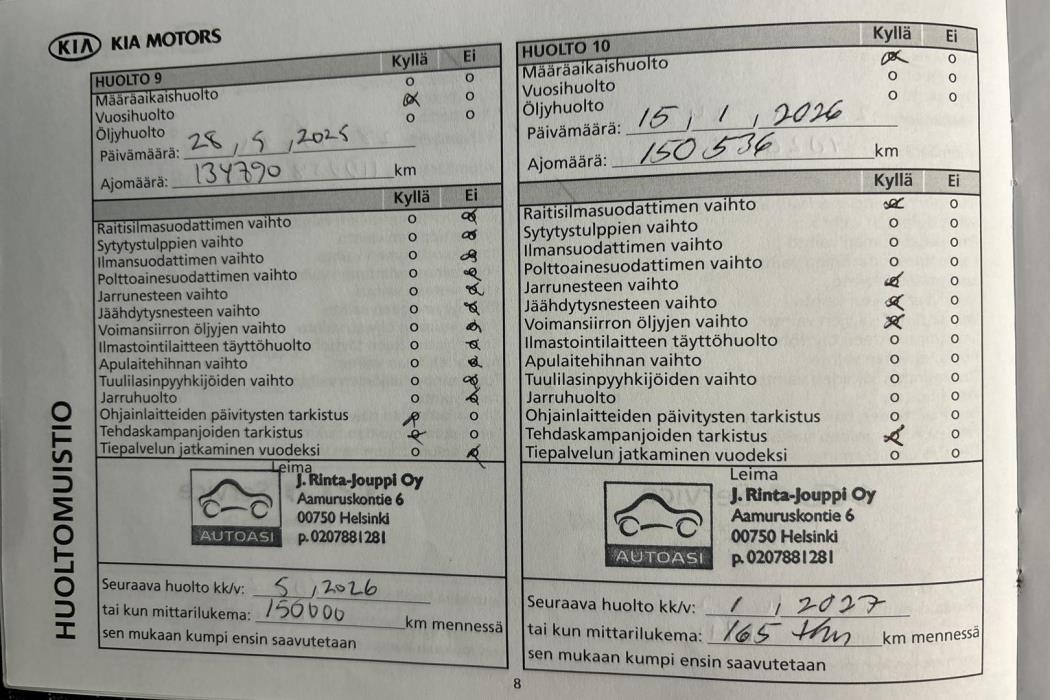 KIA KIA MOTORS
HUOLTOMUISTIO
HUOLTO 9 Kyllä Ei
Määräaikaishuolto
Vuosihuolto
Öljyhuolto
Päivämäärä: 28, 5, 2025
Ajomäärä: 134790 km
Kyllä Ei
Raitisilmasuodattimen vaihto
Sytytystulppien vaihto
Ilmansuodattimen vaihto
Polttoainesuodattimen vaihto
Jarrunesteen vaihto
Jäähdytysnesteen vaihto
Voimansiirron öljyjen vaihto
Ilmastointilaitteen täyttöhuolto
Apulaitehihnan vaihto
Tuulilasinpyyhkijöiden vaihto
Jarruhuolto
Ohjainlaitteiden päivitysten tarkistus
Tehdaskampanjoiden tarkistus
Tiepalvelun jatkaminen vuodeksi
Leima
J. Rinta-Jouppi Oy
Aamuruskontie 6
00750 Helsinki
p. 0207881281
AUTOASI
Seuraava huolto kk/v: 5, 2026
tai kun mittarilukema: 150000 km mennessä
sen mukaan kumpi ensin saavutetaan
HUOLTO 10 Kyllä Ei
Määräaikaishuolto
Vuosihuolto
Öljyhuolto
Päivämäärä: 15, 1, 2026
Ajomäärä: 150536 km
Kyllä Ei
Raitisilmasuodattimen vaihto
Sytytystulppien vaihto
Ilmansuodattimen vaihto
Polttoainesuodattimen vaihto
Jarrunesteen vaihto
Jäähdytysnesteen vaihto
Voimansiirron öljyjen vaihto
Ilmastointilaitteen täyttöhuolto
Apulaitehihnan vaihto
Tuulilasinpyyhkijöiden vaihto
Jarruhuolto
Ohjainlaitteiden päivitysten tarkistus
Tehdaskampanjoiden tarkistus
Tiepalvelun jatkaminen vuodeksi
Leima
J. Rinta-Jouppi Oy
Aamuruskontie 6
00750 Helsinki
p. 0207881281
AUTOASI
Seuraava huolto kk/v: 1, 2027
tai kun mittarilukema: 165 thn km mennessä
sen mukaan kumpi ensin saavutetaan
8